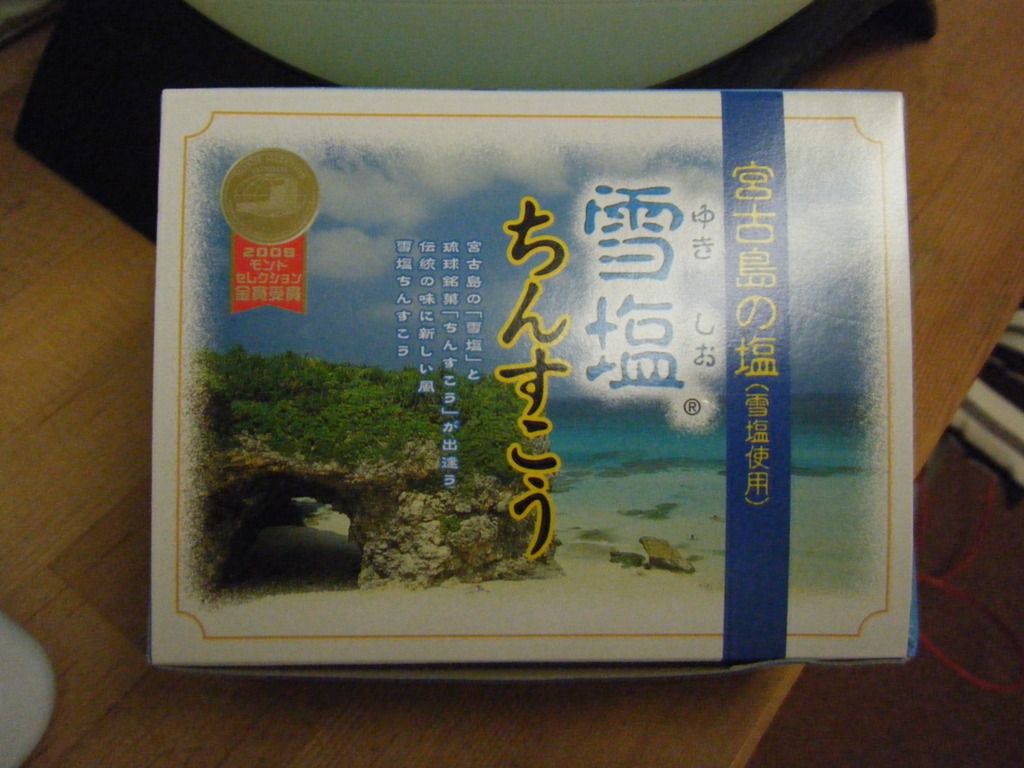 宮古島の塩(雪塩使用)
ゆき しお
雪塩®
ちんすこう
宮古島の「雪塩」と
琉球銘菓「ちんすこう」が出逢う
伝統の味に新しい風
雪塩ちんすこう
2009
モンド
セレクション
金賞受賞